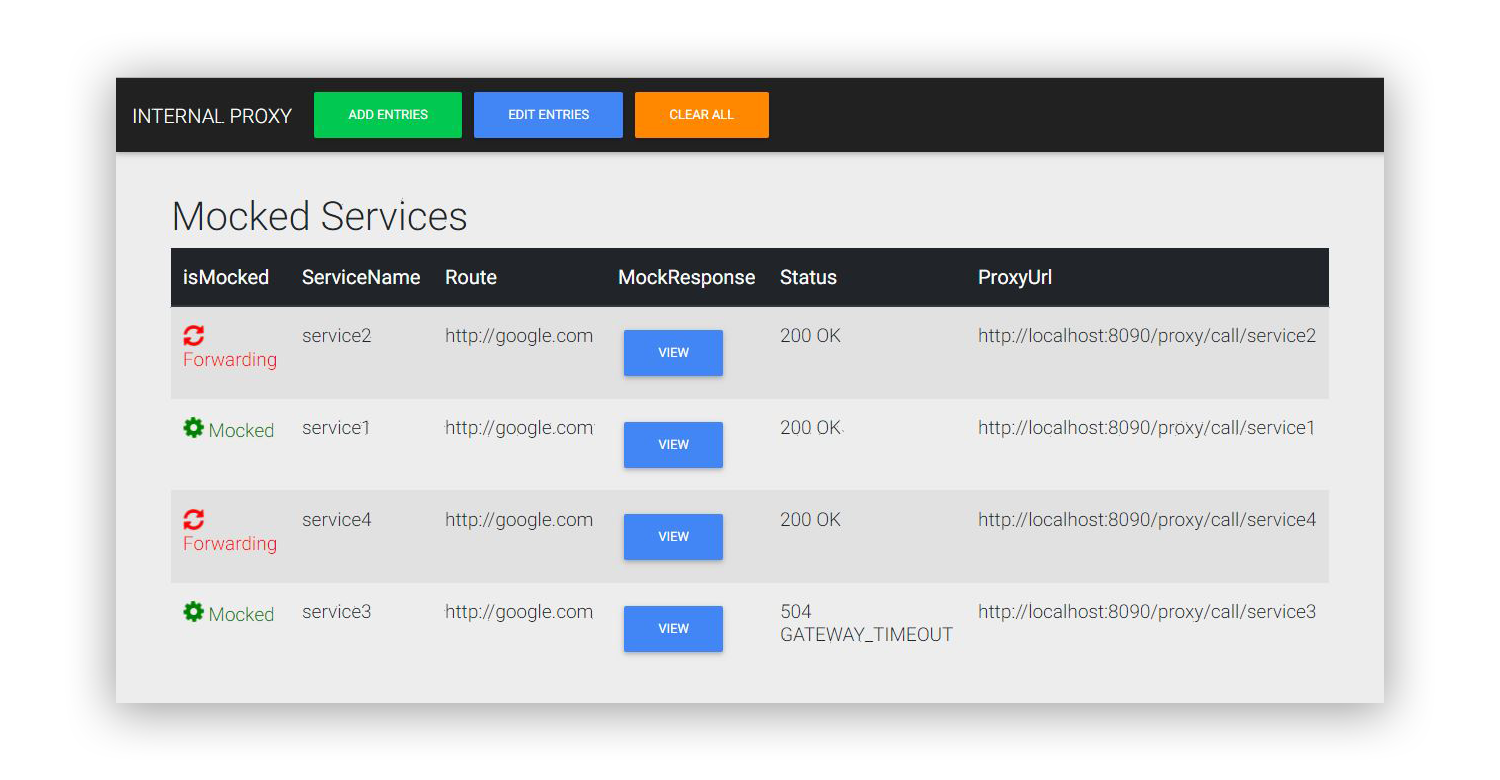 INTERNAL PROXY ADD ENTRIES EDIT ENTRIES CLEAR ALL
Mocked Services
isMocked ServiceName Route MockResponse Status ProxyUrl
service2 http://google.com VIEW 200 OK http://localhost:8090/proxy/call/service2
Forwarding
Mocked service1 http://google.com VIEW 200 OK http://localhost:8090/proxy/call/service1
service4 http://google.com VIEW 200 OK http://localhost:8090/proxy/call/service4
Forwarding
Mocked service3 http://google.com VIEW 504 http://localhost:8090/proxy/call/service3
GATEWAY_TIMEOUT